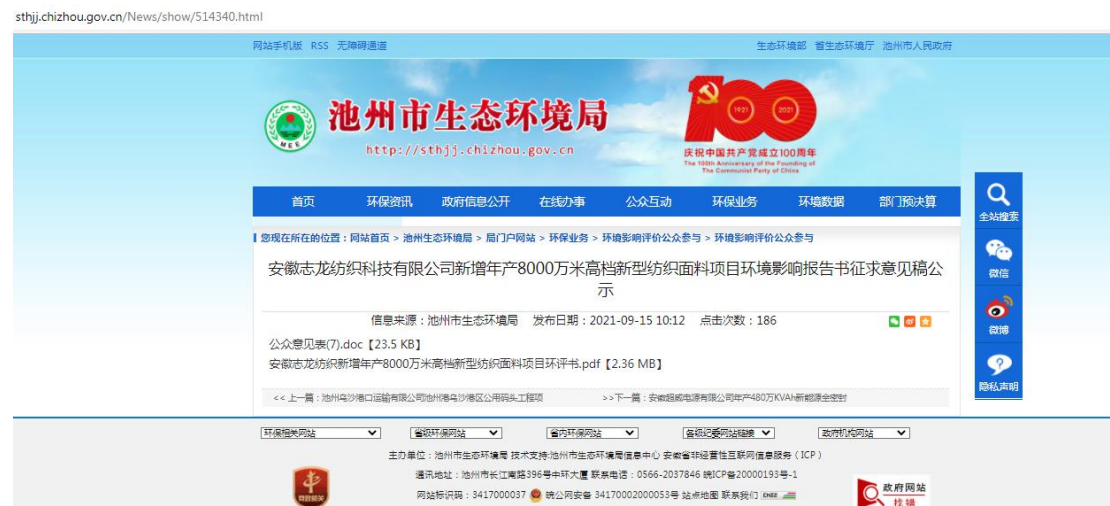 sthjj.chizhou.gov.cn/News/show/514340.html
网站手机版 RSS 无障碍通道
生态环境部 省生态环境厅 池州市人民政府
MEE
池州市生态环境局
http://sthjj.chizhou.gov.cn
1921 2021
庆祝中国共产党成立100周年
The 100th Anniversary of the Founding of
The Communist Party of China
首页 环保资讯 政府信息公开 在线办事 公众互动 环保业务 环境数据 部门预决算
全站搜索
微信
微博
隐私声明
您现在所在的位置：网站首页 > 池州生态环境局 > 局门户网站 > 环保业务 > 环境影响评价公众参与 > 环境影响评价公众参与
安徽志龙纺织科技有限公司新增年产8000万米高档新型纺织面料项目环境影响报告书征求意见稿公
示
信息来源：池州市生态环境局 发布日期：2021-09-15 10:12 点击次数：186
公众意见表(7).doc【23.5 KB】
安徽志龙纺织新增年产8000万米高档新型纺织面料项目环评书.pdf【2.36 MB】
<< 上一篇：池州乌沙港口运输有限公司池州港乌沙港区公用码头工程项
>>下一篇：安徽超威电源有限公司年产480万KVAh新能源全密封
环保相关网站 省级环保网站 省内环保网站 各级纪委网站链接 政府机构网站
主办单位：池州市生态环境局 技术支持:池州市生态环境局信息中心 安徽省非经营性互联网信息服务（ICP）
通讯地址：池州市长江南路396号中环大厦 联系电话：0566-2037846 皖ICP备20000193号-1
网站标识码：3417000037 皖公网安备 34170002000053号 站点地图 联系我们 CNZZ
党政机关
政府网站
找错